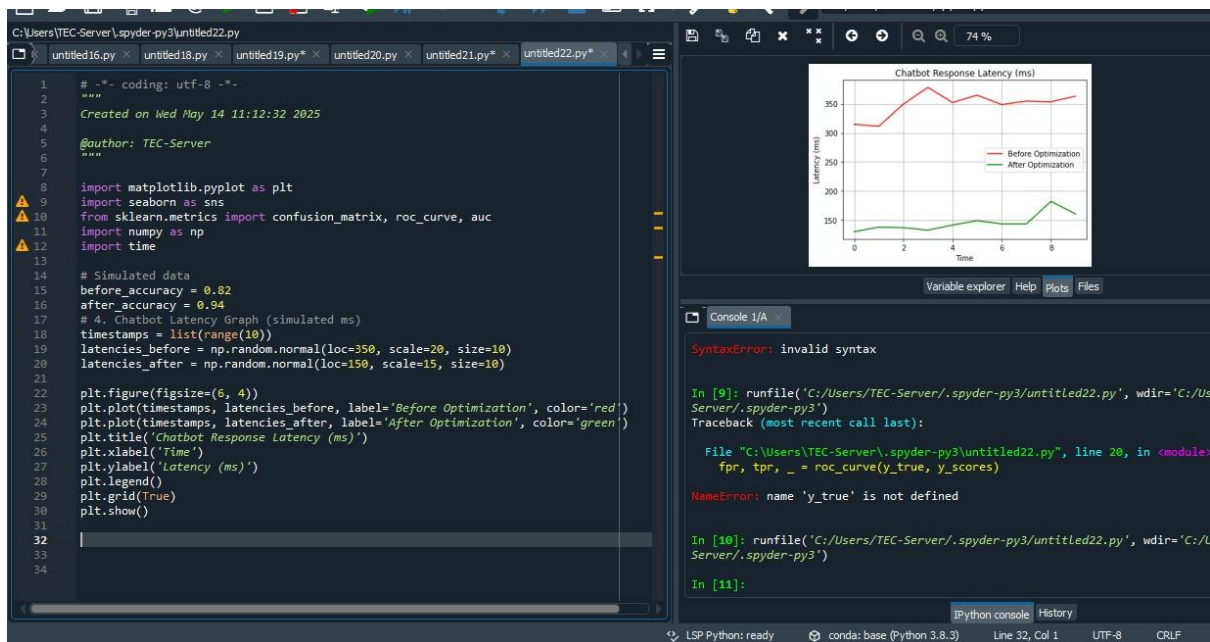 C:\Users\TEC-Server\.spyder-py3\untitled22.py
untitled16.py
untitled18.py
untitled19.py*
untitled20.py
untitled21.py*
untitled22.py*
1 # -*- coding: utf-8 -*-
2 """
3 Created on Wed May 14 11:12:32 2025
4
5 @author: TEC-Server
6 """
7
8 import matplotlib.pyplot as plt
9 import seaborn as sns
10 from sklearn.metrics import confusion_matrix, roc_curve, auc
11 import numpy as np
12 import time
13
14 # Simulated data
15 before_accuracy = 0.82
16 after_accuracy = 0.94
17 # 4. Chatbot Latency Graph (simulated ms)
18 timestamps = list(range(10))
19 latencies_before = np.random.normal(loc=350, scale=20, size=10)
20 latencies_after = np.random.normal(loc=150, scale=15, size=10)
21
22 plt.figure(figsize=(6, 4))
23 plt.plot(timestamps, latencies_before, label='Before Optimization', color='red')
24 plt.plot(timestamps, latencies_after, label='After Optimization', color='green')
25 plt.title('Chatbot Response Latency (ms)')
26 plt.xlabel('Time')
27 plt.ylabel('Latency (ms)')
28 plt.legend()
29 plt.grid(True)
30 plt.show()
31
32
33
34
74 %
Chatbot Response Latency (ms)
350
300
250
200
150
Latency (ms)
Before Optimization
After Optimization
0 2 4 6 8
Time
Variable explorer Help Plots Files
Console 1/A
SyntaxError: invalid syntax
In [9]: runfile('C:/Users/TEC-Server/.spyder-py3/untitled22.py', wdir='C:/Us
Server/.spyder-py3')
Traceback (most recent call last):
File "C:\Users\TEC-Server\.spyder-py3\untitled22.py", line 20, in <module>
fpr, tpr, _ = roc_curve(y_true, y_scores)
NameError: name 'y_true' is not defined
In [10]: runfile('C:/Users/TEC-Server/.spyder-py3/untitled22.py', wdir='C:/U
Server/.spyder-py3')
In [11]:
IPython console History
LSP Python: ready conda: base (Python 3.8.3) Line 32, Col 1 UTF-8 CRLF